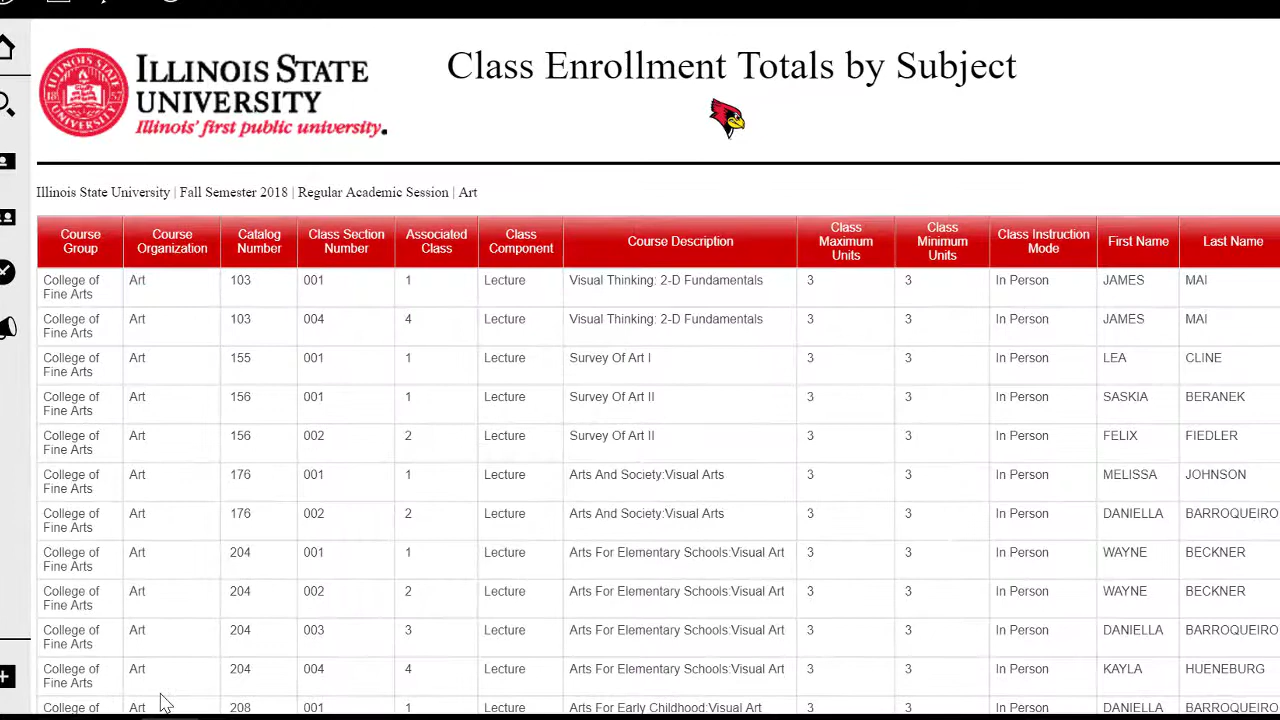 ILLINOIS STATE
UNIVERSITY
Illinois' first public university.
Class Enrollment Totals by Subject
Illinois State University | Fall Semester 2018 | Regular Academic Session | Art
Course Group Course Organization Catalog Number Class Section Number Associated Class Class Component Course Description Class Maximum Units Class Minimum Units Class Instruction Mode First Name Last Name
College of Fine Arts Art 103 001 1 Lecture Visual Thinking: 2-D Fundamentals 3 3 In Person JAMES MAI
College of Fine Arts Art 103 004 4 Lecture Visual Thinking: 2-D Fundamentals 3 3 In Person JAMES MAI
College of Fine Arts Art 155 001 1 Lecture Survey Of Art I 3 3 In Person LEA CLINE
College of Fine Arts Art 156 001 1 Lecture Survey Of Art II 3 3 In Person SASKIA BERANEK
College of Fine Arts Art 156 002 2 Lecture Survey Of Art II 3 3 In Person FELIX FIEDLER
College of Fine Arts Art 176 001 1 Lecture Arts And Society:Visual Arts 3 3 In Person MELISSA JOHNSON
College of Fine Arts Art 176 002 2 Lecture Arts And Society:Visual Arts 3 3 In Person DANIELLA BARROQUEIRO
College of Fine Arts Art 204 001 1 Lecture Arts For Elementary Schools:Visual Art 3 3 In Person WAYNE BECKNER
College of Fine Arts Art 204 002 2 Lecture Arts For Elementary Schools:Visual Art 3 3 In Person WAYNE BECKNER
College of Fine Arts Art 204 003 3 Lecture Arts For Elementary Schools:Visual Art 3 3 In Person DANIELLA BARROQUEIRO
College of Fine Arts Art 204 004 4 Lecture Arts For Elementary Schools:Visual Art 3 3 In Person KAYLA HUENEBURG
College of Art 208 001 1 Lecture Arts For Early Childhood:Visual Art 3 3 In Person DANIELLA BARROQUEIRO